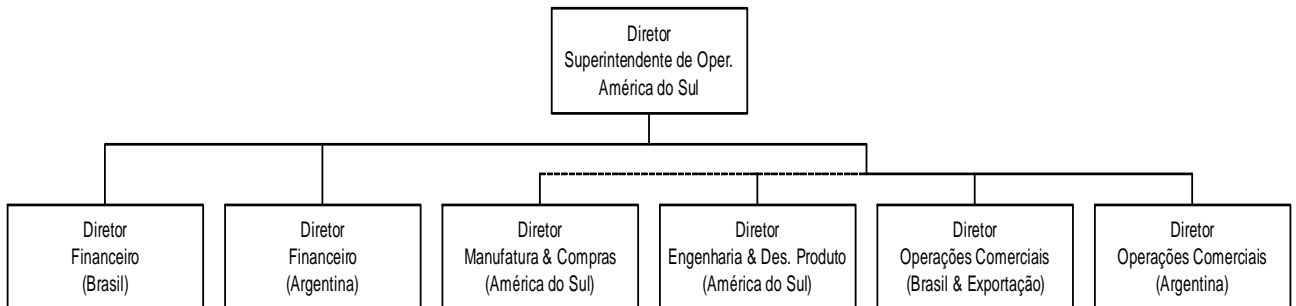 Diretor
Superintendente de Oper.
América do Sul
Diretor
Financeiro
(Brasil)
Diretor
Financeiro
(Argentina)
Diretor
Manufatura & Compras
(América do Sul)
Diretor
Engenharia & Des. Produto
(América do Sul)
Diretor
Operações Comerciais
(Brasil & Exportação)
Diretor
Operações Comerciais
(Argentina)